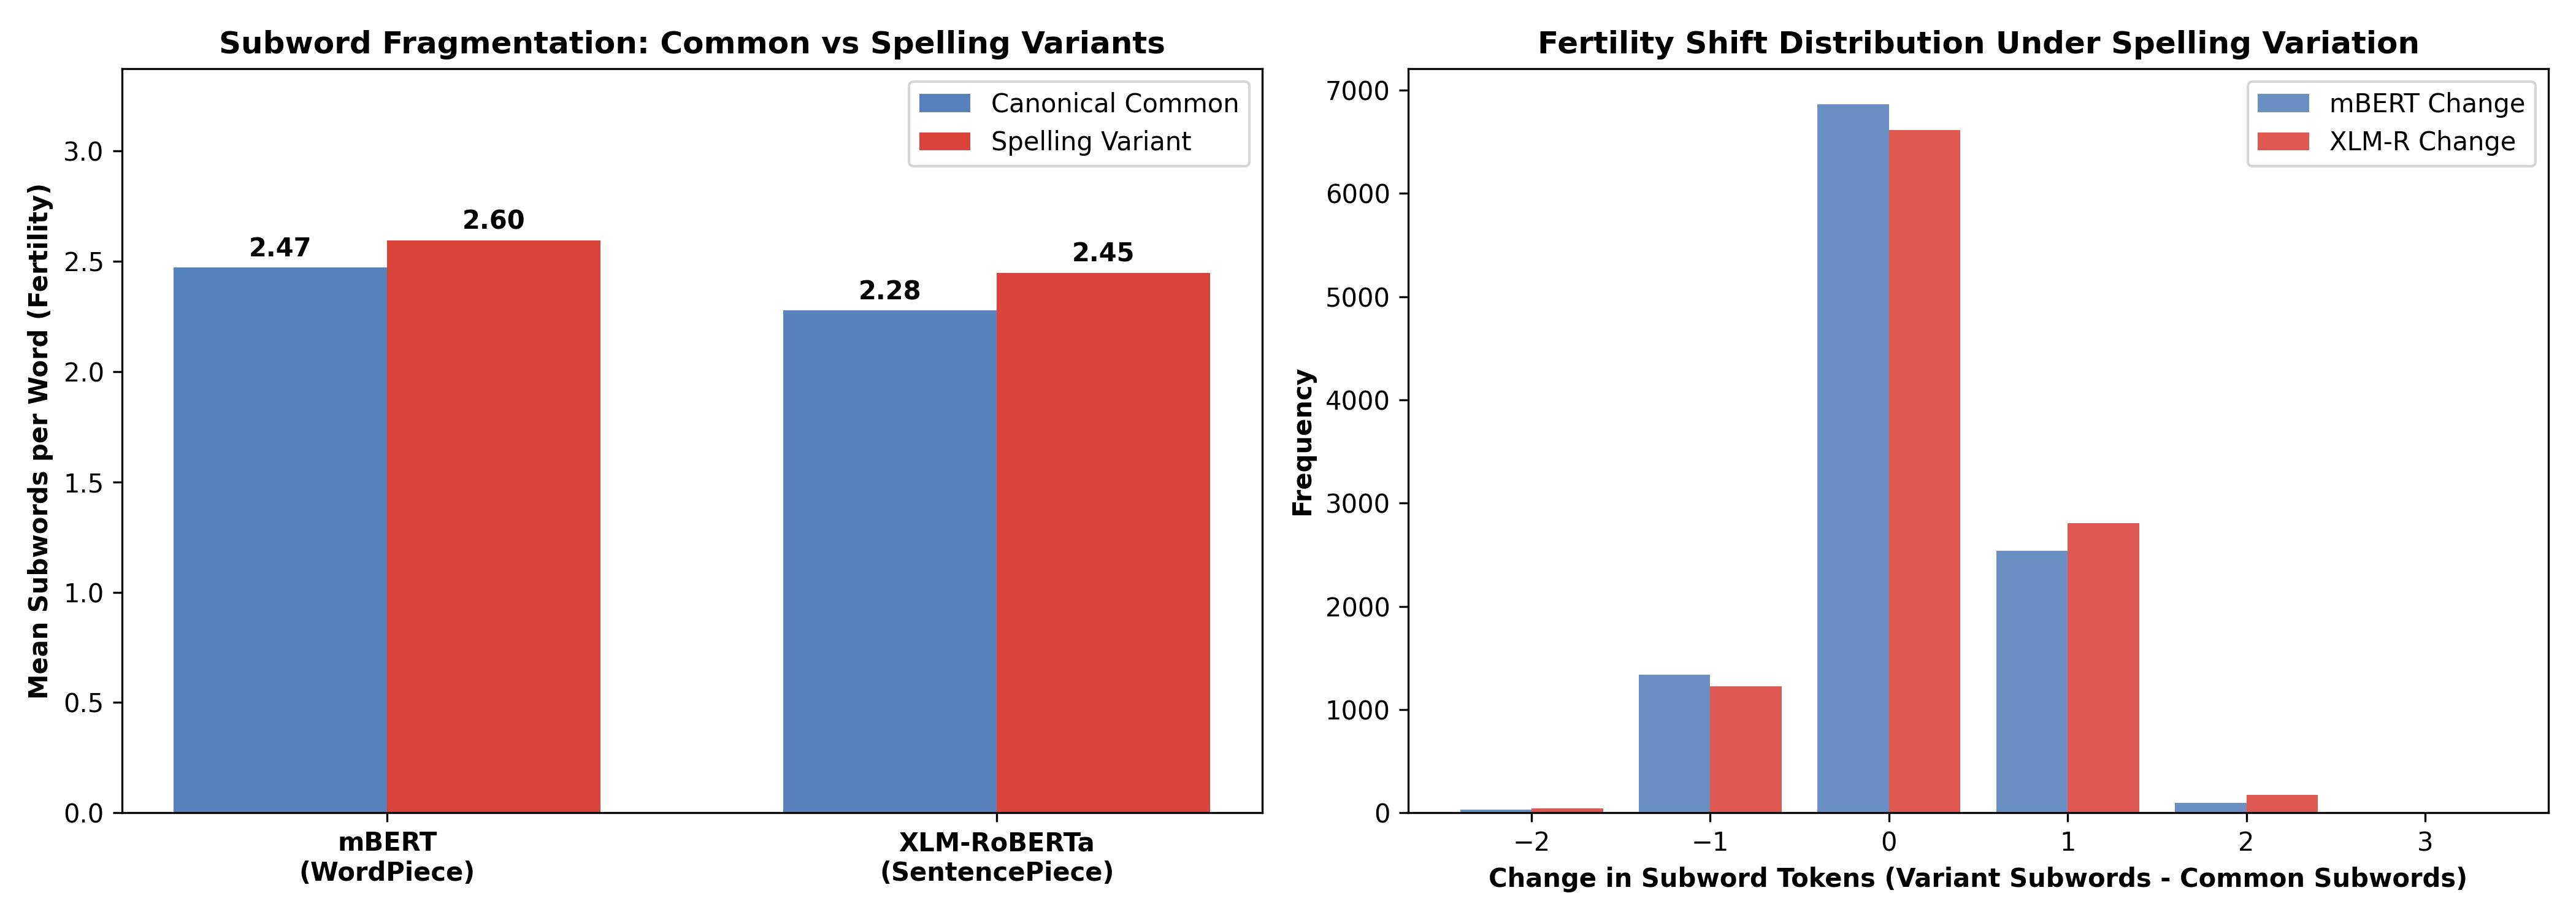 Subword Fragmentation: Common vs Spelling Variants
Canonical Common
Spelling Variant
Mean Subwords per Word (Fertility)
3.0
2.5
2.0
1.5
1.0
0.5
0.0
2.47
2.60
2.28
2.45
mBERT
(WordPiece)
XLM-RoBERTa
(SentencePiece)
Fertility Shift Distribution Under Spelling Variation
mBERT Change
XLM-R Change
Frequency
7000
6000
5000
4000
3000
2000
1000
0
−2
−1
0
1
2
3
Change in Subword Tokens (Variant Subwords - Common Subwords)